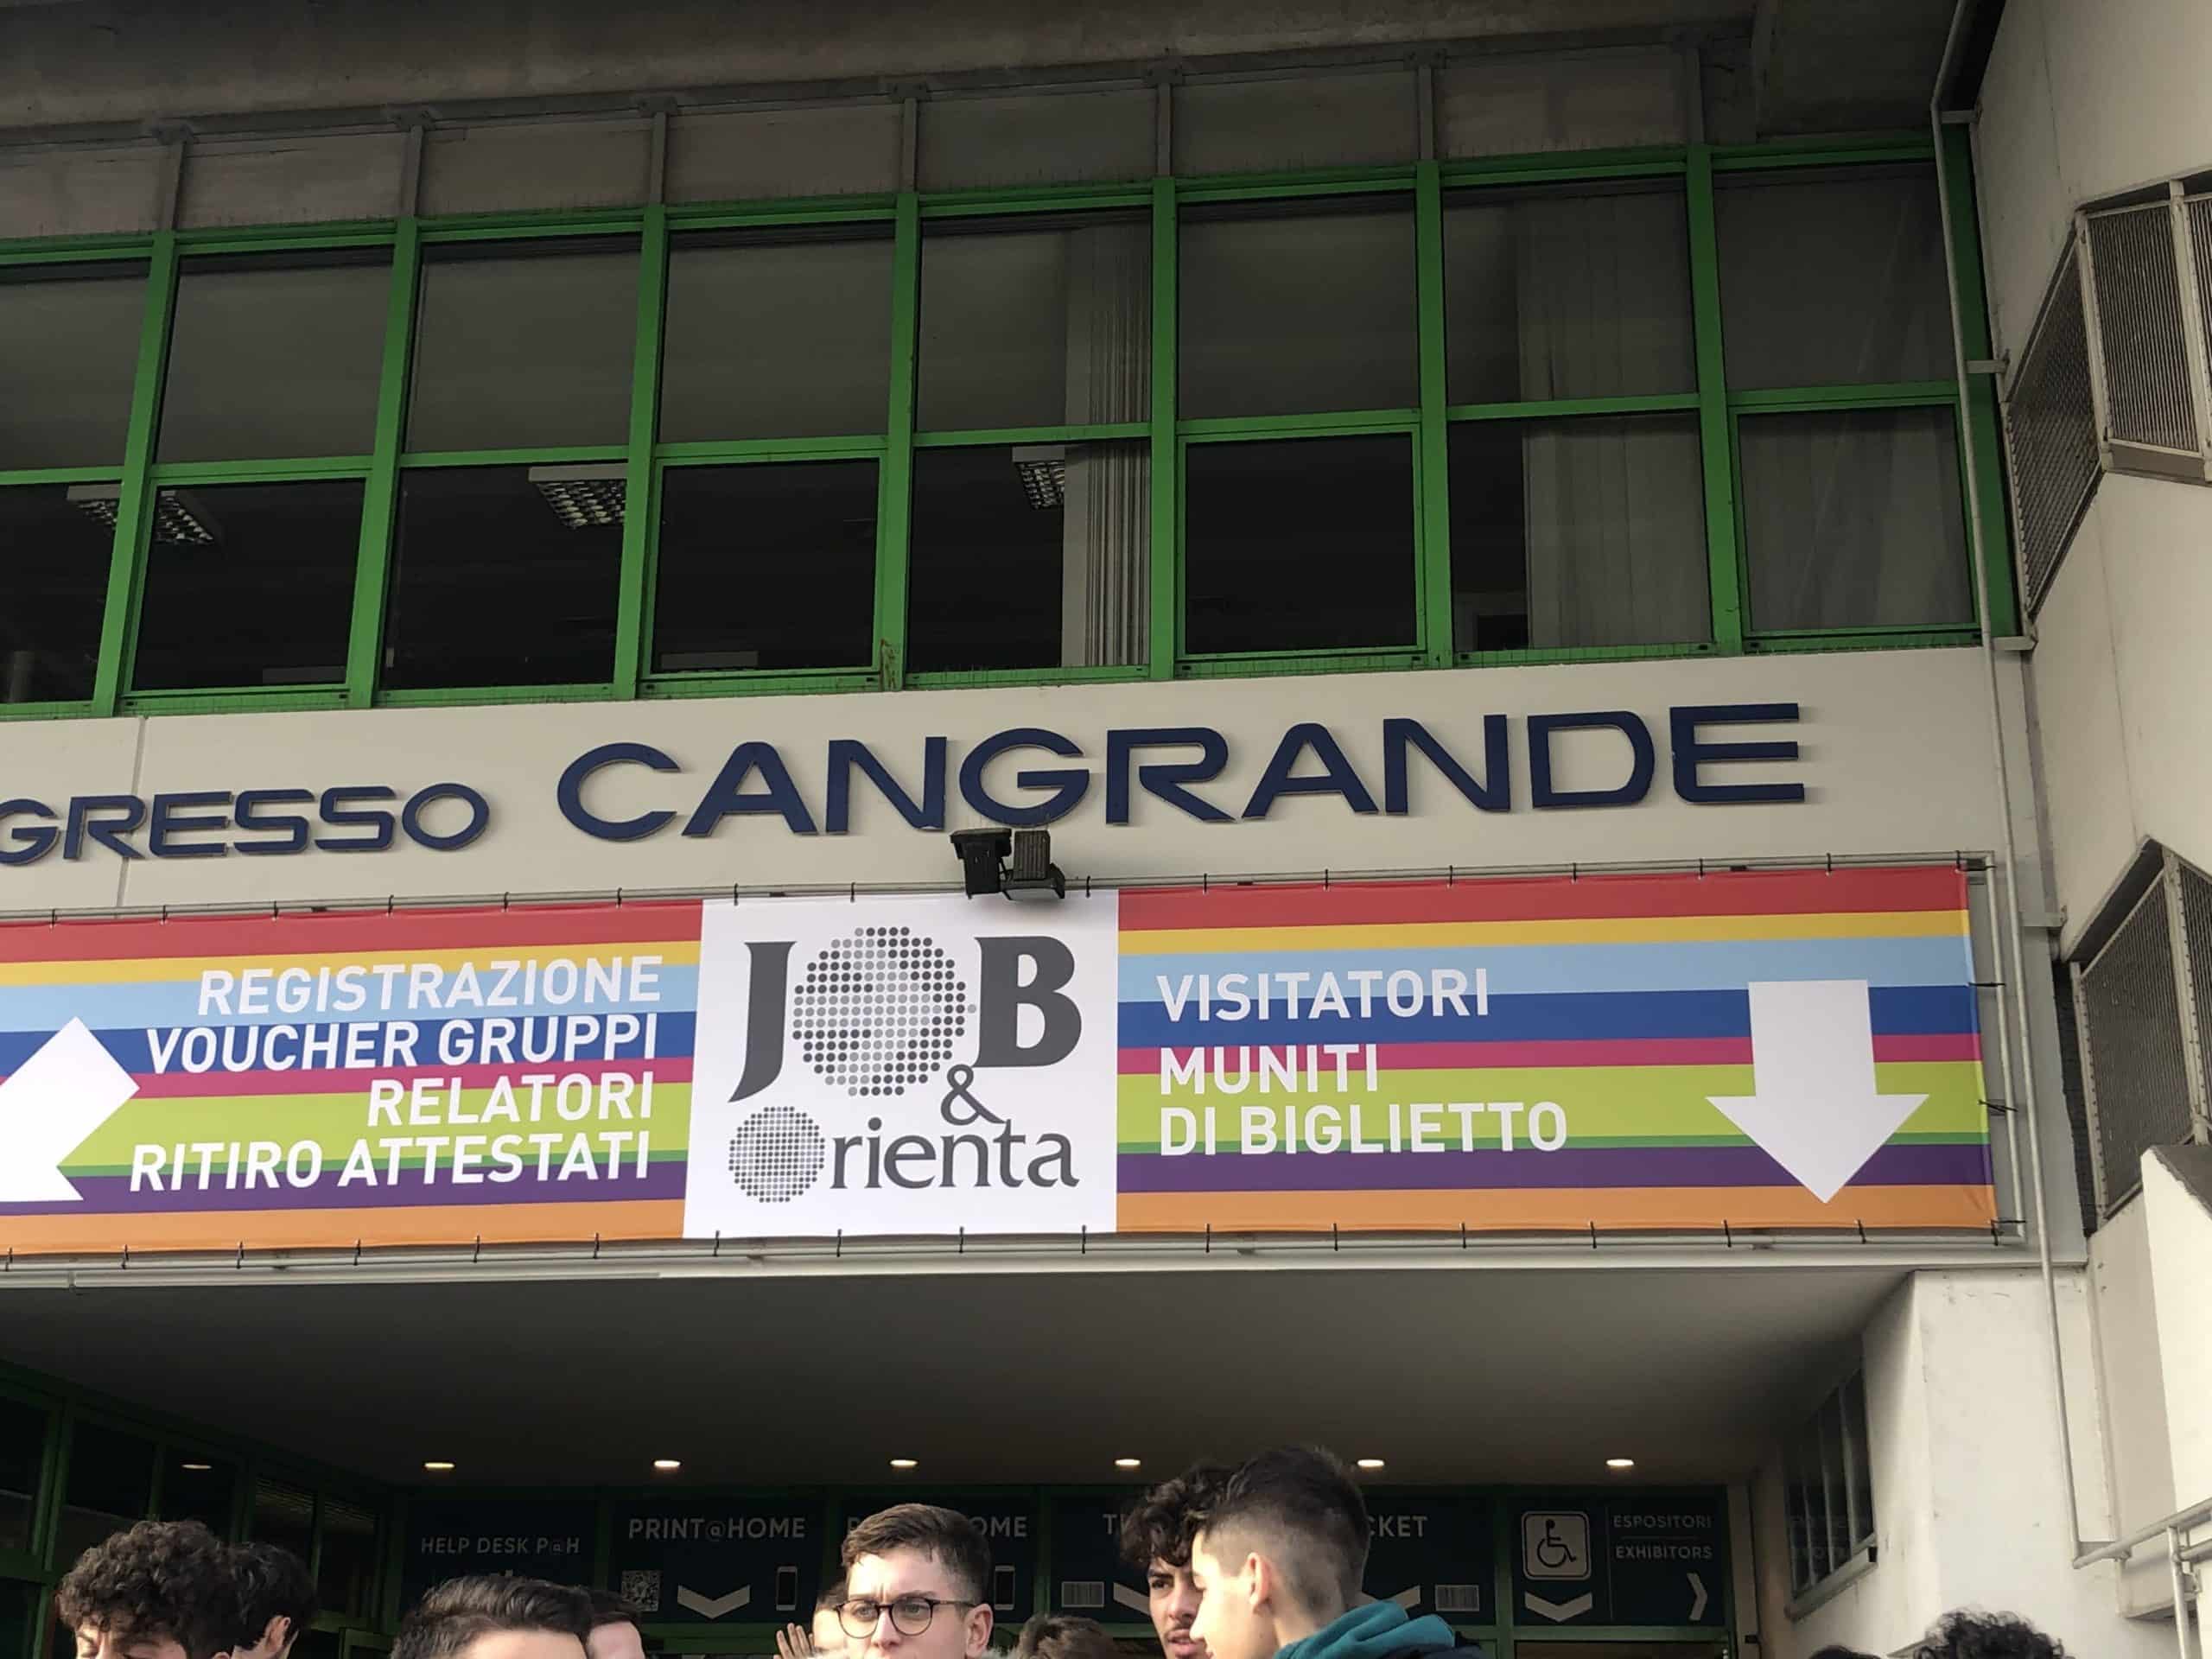 GRESSO CANGRANDE
REGISTRAZIONE
VOUCHER GRUPPI
RELATORI
RITIRO ATTESTATI
JOB
&
Orienta
VISITATORI
MUNITI
DI BIGLIETTO
HELP DESK P@H
PRINT@HOME
ESPOSITORI
EXHIBITORS